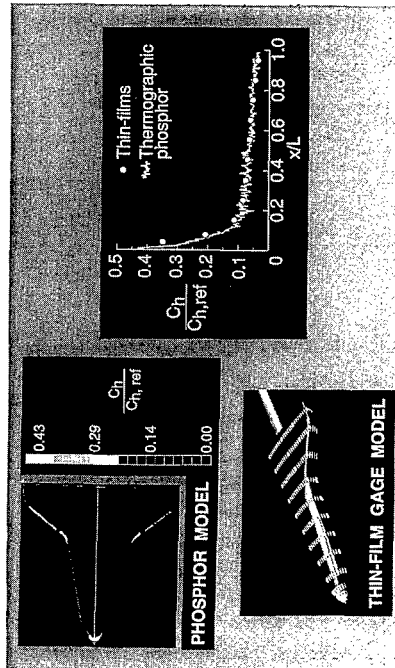 PHOSPHOR MODEL
0.43
0.29
0.14
0.00
Ch
Ch, ref
THIN-FILM GAGE MODEL
0.5
0.4
0.3
0.2
0.1
0
Ch
Ch,ref
Thin-films
Thermographic
phosphor
0.2 0.4 0.6 0.8 1.0
x/L